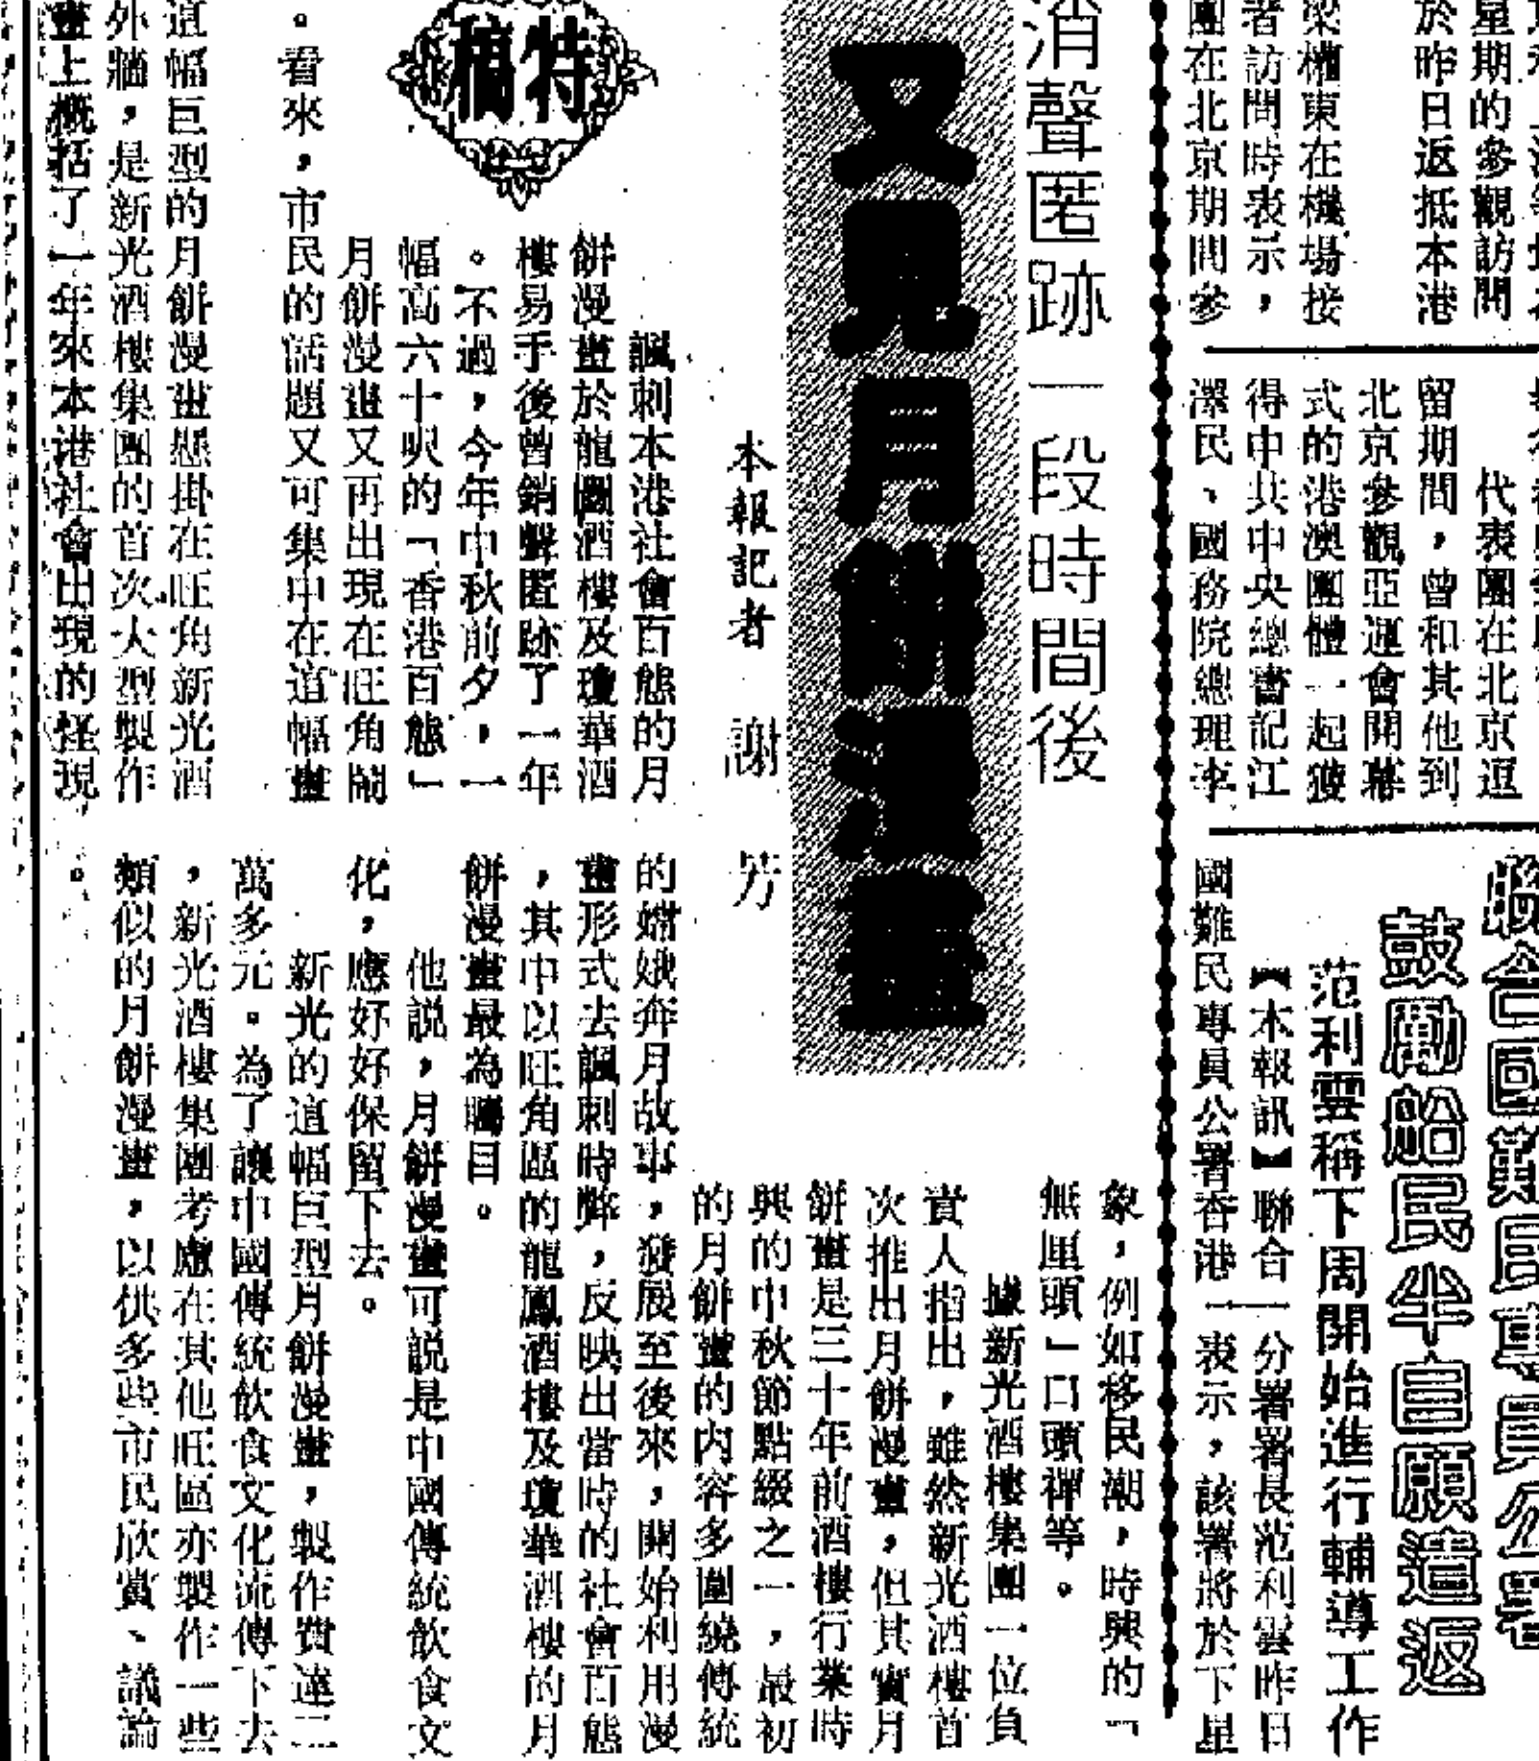 星期的參觀訪問
於昨日返抵本港
東在機場接
者訪問時表示，
團在北京期間參
代表團在北京逗
留期間，曾和其他到
北京參觀亞運會開幕
式的港澳團體一起獲
得中共中央總書記江
澤民、國務院總理李
聯合國難民專員公署
鼓勵船民半自願遣返
范利雲稱下周開始進行輔導工作
【本報訊】聯合
國難民專員公署香港
分署署長范利雲昨日
表示，該署將於下星
消聲匿跡一段時間後
又見月餅漫畫
本報記者 謝 芳
特稿
諷刺本港社會百態的月
餅漫畫於龍鳳酒樓及瓊華酒
樓易手後曾銷聲匿跡了一年
。不過，今年中秋前夕，一
幅高六十呎的「香港百態」
月餅漫畫又再出現在旺角鬧
。看來，市民的話題又可集中在這幅畫
這幅巨型的月餅漫畫懸掛在旺角新光酒
外牆，是新光酒樓集團的首次大型製作
畫上概括了一年來本港社會出現的怪現
象，例如移民潮，時興的「
無厘頭」口頭禪等。
據新光酒樓集團一位負
責人指出，雖然新光酒樓首
次推出月餅漫畫，但其實月
餅畫是三十年前酒樓行業時
興的中秋節點綴之一，最初
的月餅畫的內容多圍繞傳統
的嫦娥奔月故事，發展至後來，開始利用漫
畫形式去諷刺時弊，反映出當時的社會百態
，其中以旺角區的龍鳳酒樓及瓊華酒樓的月
餅漫畫最為矚目。
他說，月餅漫畫可說是中國傳統飲食文
化，應好好保留下去。
新光的這幅巨型月餅漫畫，製作費達二
萬多元。為了讓中國傳統飲食文化流傳下去
，新光酒樓集團考慮在其他旺區亦製作一些
類似的月餅漫畫，以供多些市民欣賞、議論
。